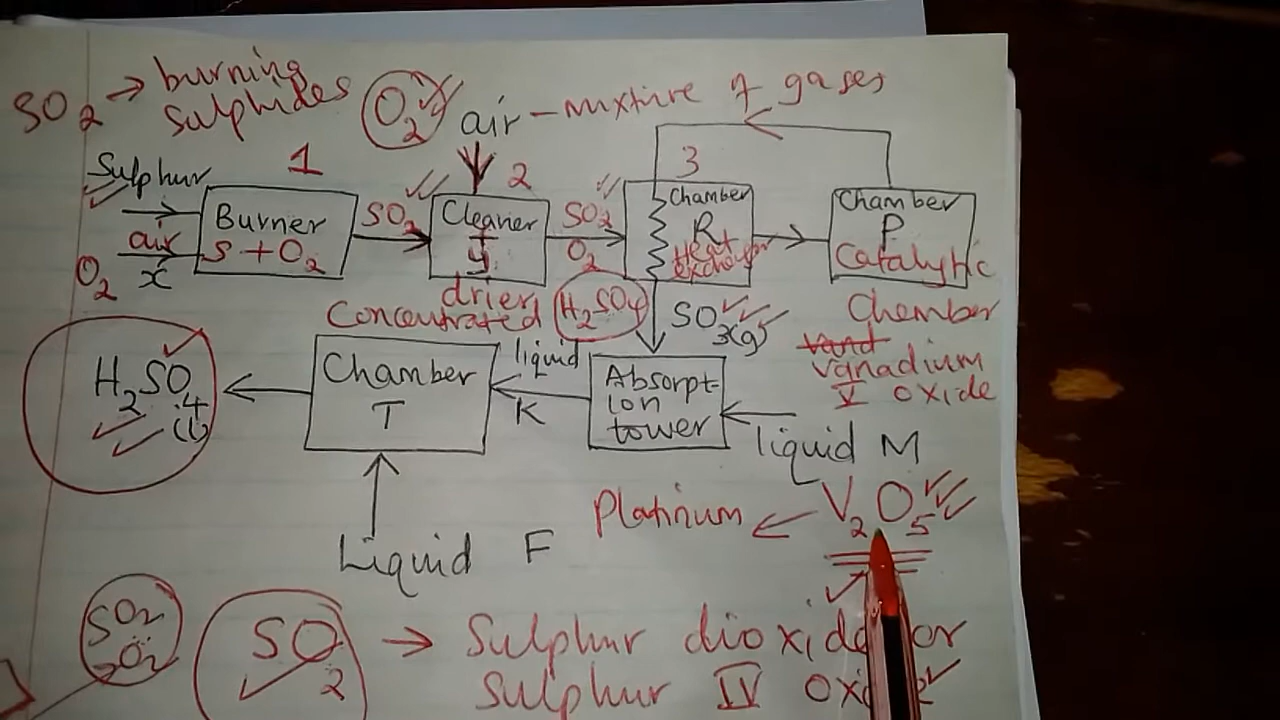 SO2 → burning
sulphides
O2 air - mixture of gases
Sulphur
1
2
3
air
O2
x
Burner
S + O2
SO2
Cleaner
y
drier
Concentrated H2SO4
SO2
O2
Chamber
R
Heat
exchanger
Chamber
P
Catalytic
Chamber
Vanadium
V oxide
SO3(g)
H2SO4
(l)
Chamber
T
liquid
K
Absorpt-
ion
tower
liquid M
Platinum ← V2O5
Liquid F
SO2
O2
SO2 → Sulphur dioxide or
Sulphur IV Oxide